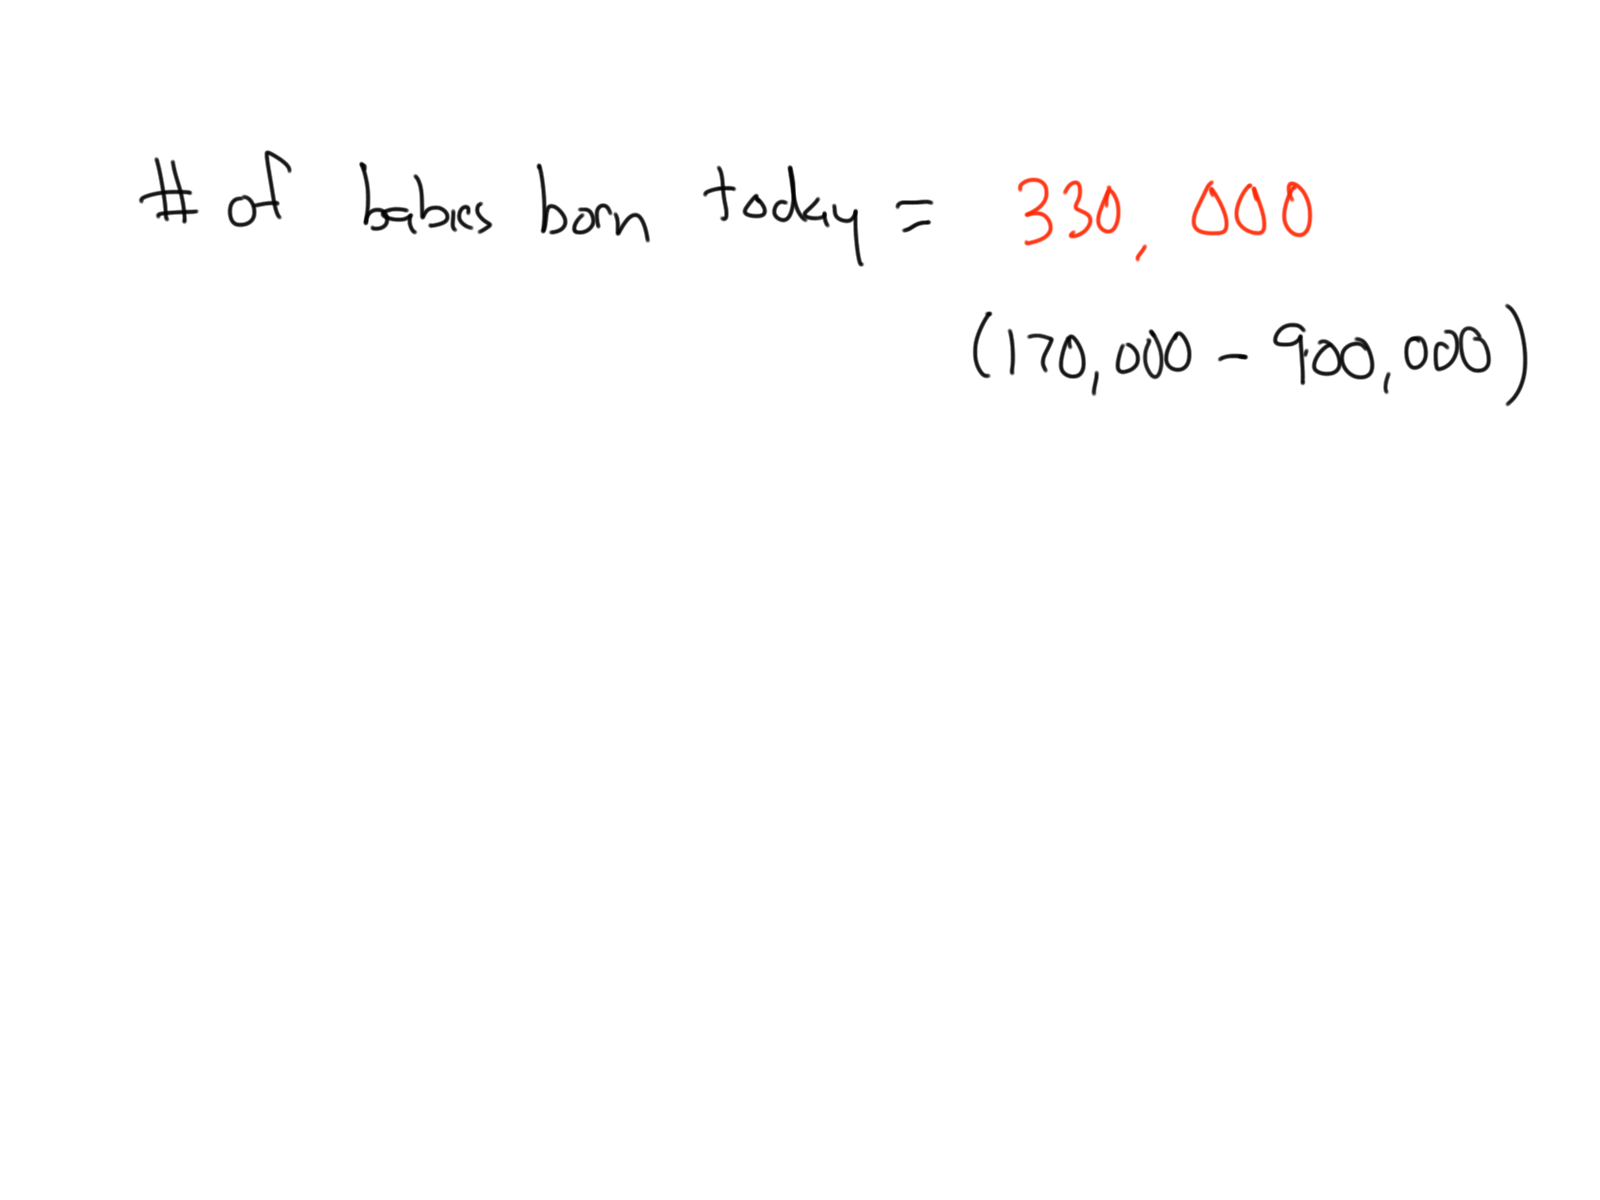 # of babies born today = 330,000
(170,000 - 900,000)